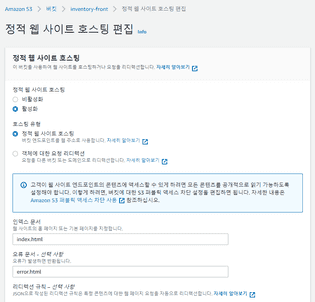 Amazon S3 > 버킷 > inventory-front > 정적 웹 사이트 호스팅 편집
정적 웹 사이트 호스팅 편집 Info
정적 웹 사이트 호스팅
이 버킷을 사용하여 웹 사이트를 호스팅하거나 요청을 리디렉션합니다. 자세히 알아보기
정적 웹 사이트 호스팅
비활성화
활성화
호스팅 유형
정적 웹 사이트 호스팅
버킷 엔드포인트를 웹 주소로 사용합니다. 자세히 알아보기
객체에 대한 요청 리디렉션
요청을 다른 버킷 또는 도메인으로 리디렉션합니다. 자세히 알아보기
고객이 웹 사이트 엔드포인트의 콘텐츠에 액세스할 수 있게 하려면 모든 콘텐츠를 공개적으로 읽기 가능하도록
설정해야 합니다. 이렇게 하려면, 버킷에 대한 S3 퍼블릭 액세스 차단 설정을 편집하면 됩니다. 자세한 내용은
Amazon S3 퍼블릭 액세스 차단 사용 을 참조하십시오.
인덱스 문서
웹 사이트의 홈 페이지 또는 기본 페이지를 지정합니다.
index.html
오류 문서 - 선택 사항
오류가 발생하면 반환됩니다.
error.html
리디렉션 규칙 – 선택 사항
JSON으로 작성된 리디렉션 규칙은 특정 콘텐츠에 대한 웹 페이지 요청을 자동으로 리디렉션합니다. 자세히 알아보기